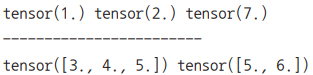 tensor(1.) tensor(2.) tensor(7.)
------------------------
tensor([3., 4., 5.]) tensor([5., 6.])